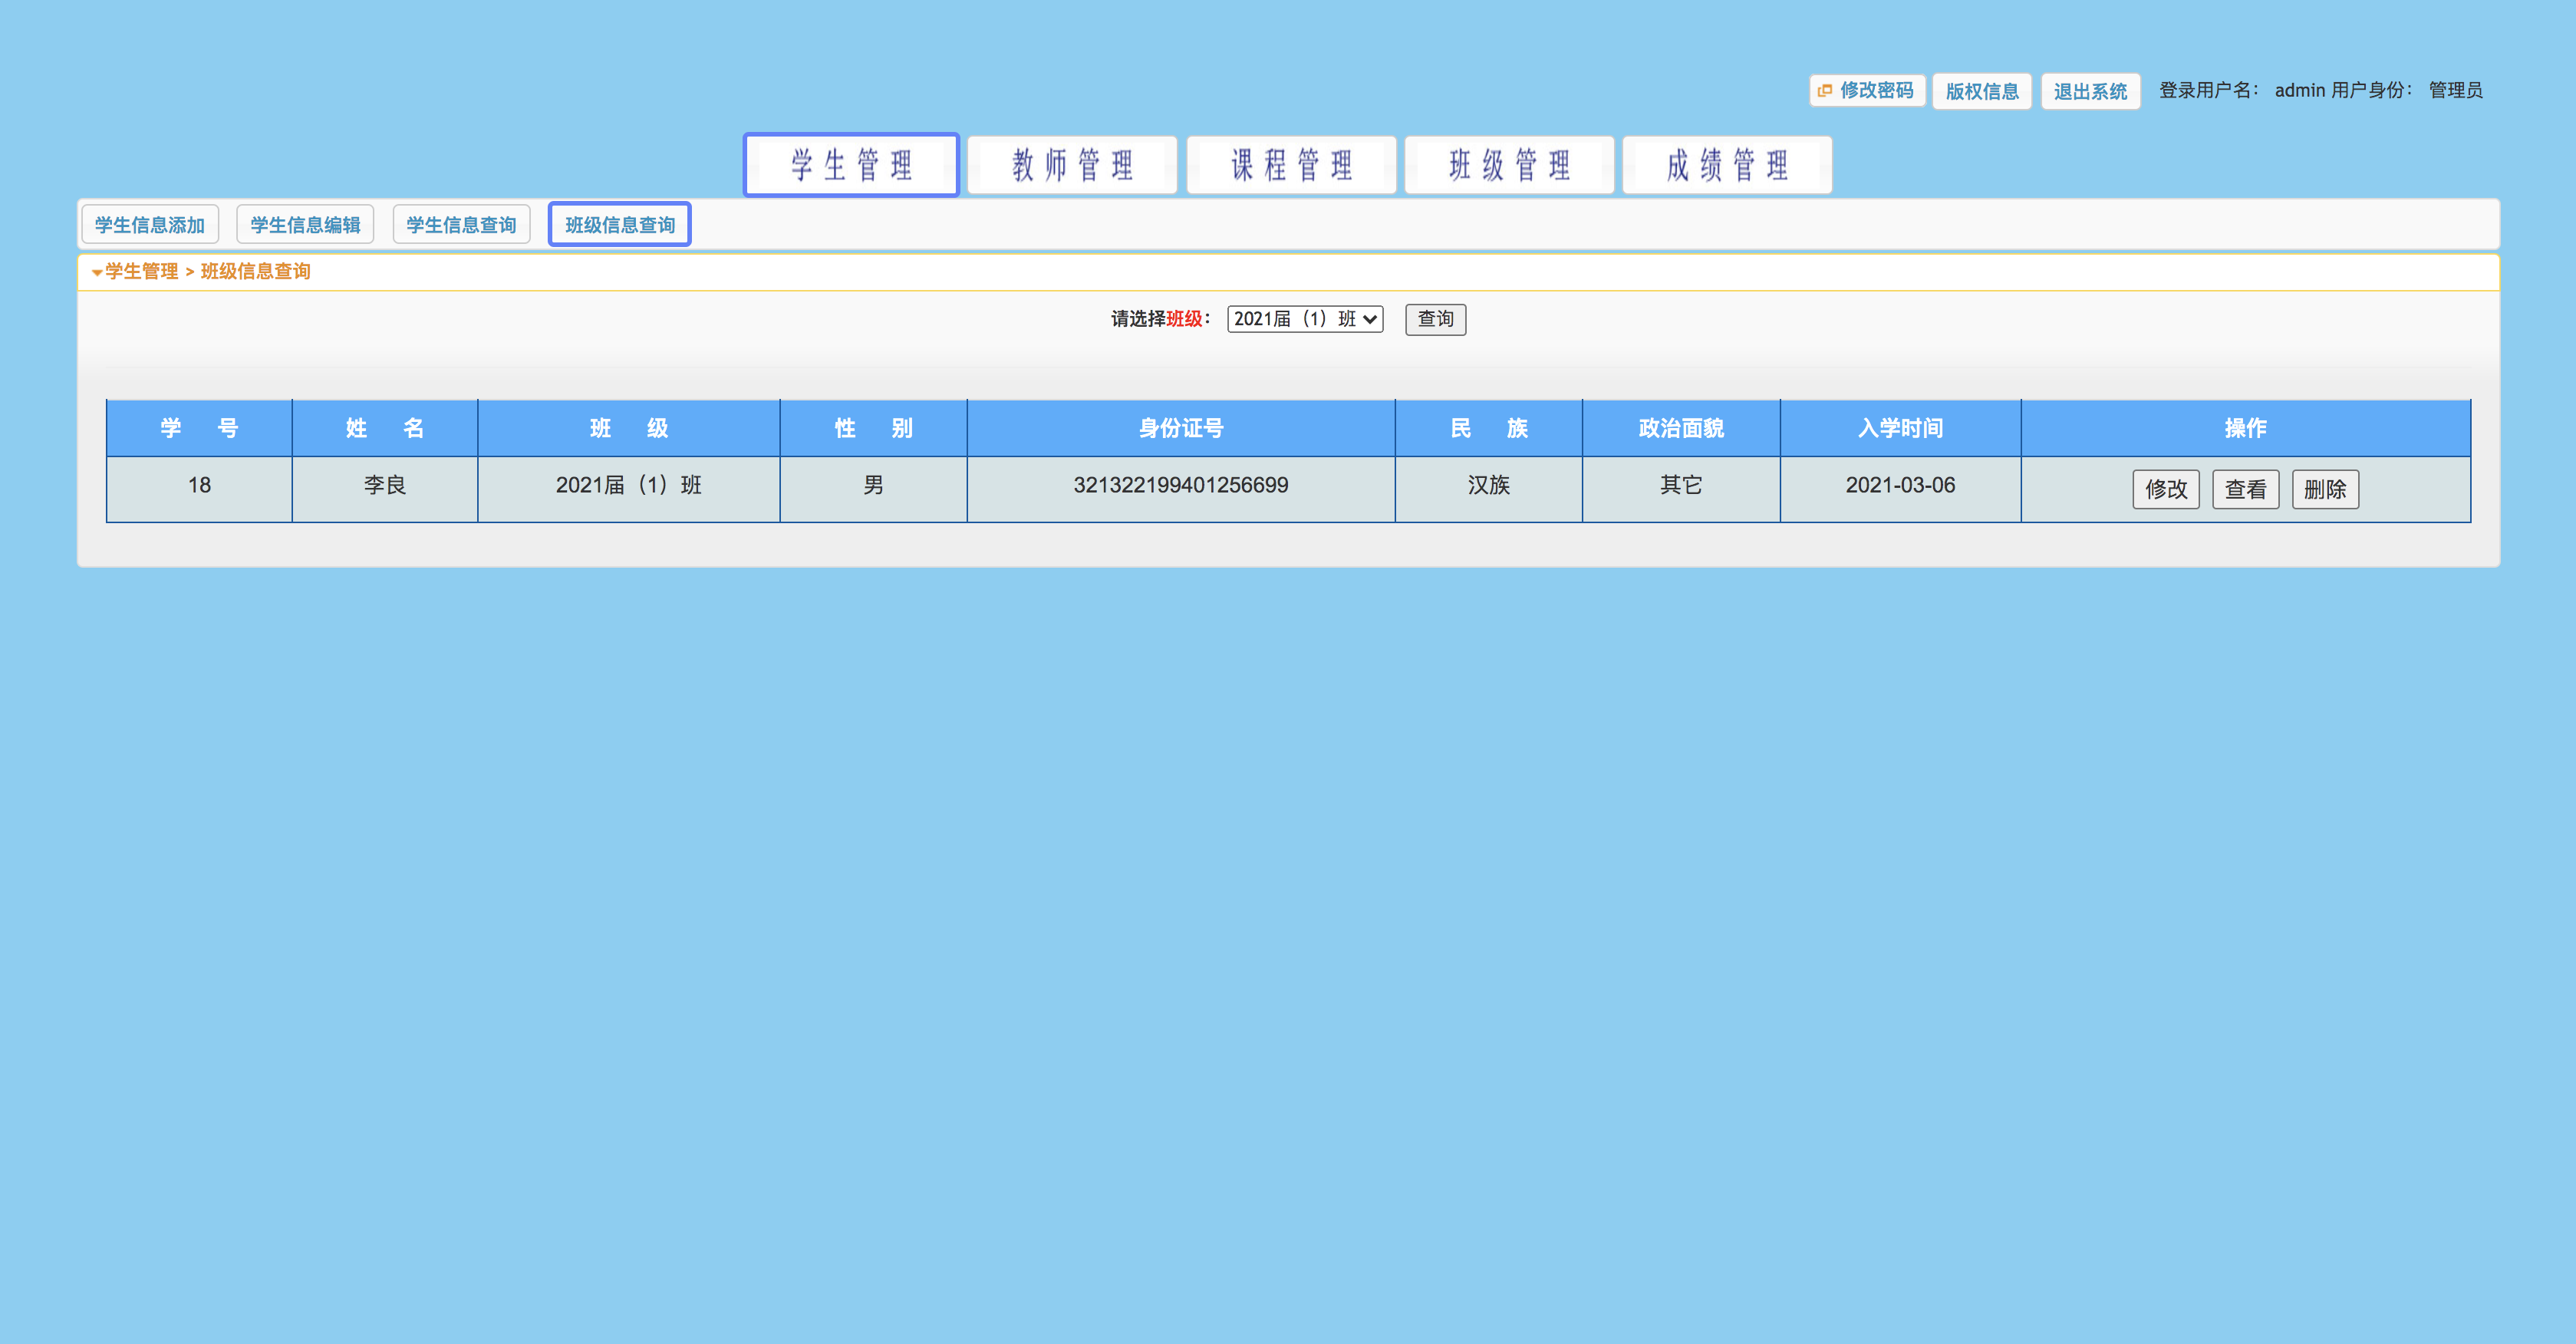 修改密码 版权信息 退出系统 登录用户名: admin 用户身份: 管理员
学生管理 教师管理 课程管理 班级管理 成绩管理
学生信息添加 学生信息编辑 学生信息查询 班级信息查询
学生管理 > 班级信息查询
请选择班级: 2021届（1）班 查询
学 号 姓 名 班 级 性 别 身份证号 民 族 政治面貌 入学时间 操作
18 李良 2021届（1）班 男 321322199401256699 汉族 其它 2021-03-06 修改 查看 删除